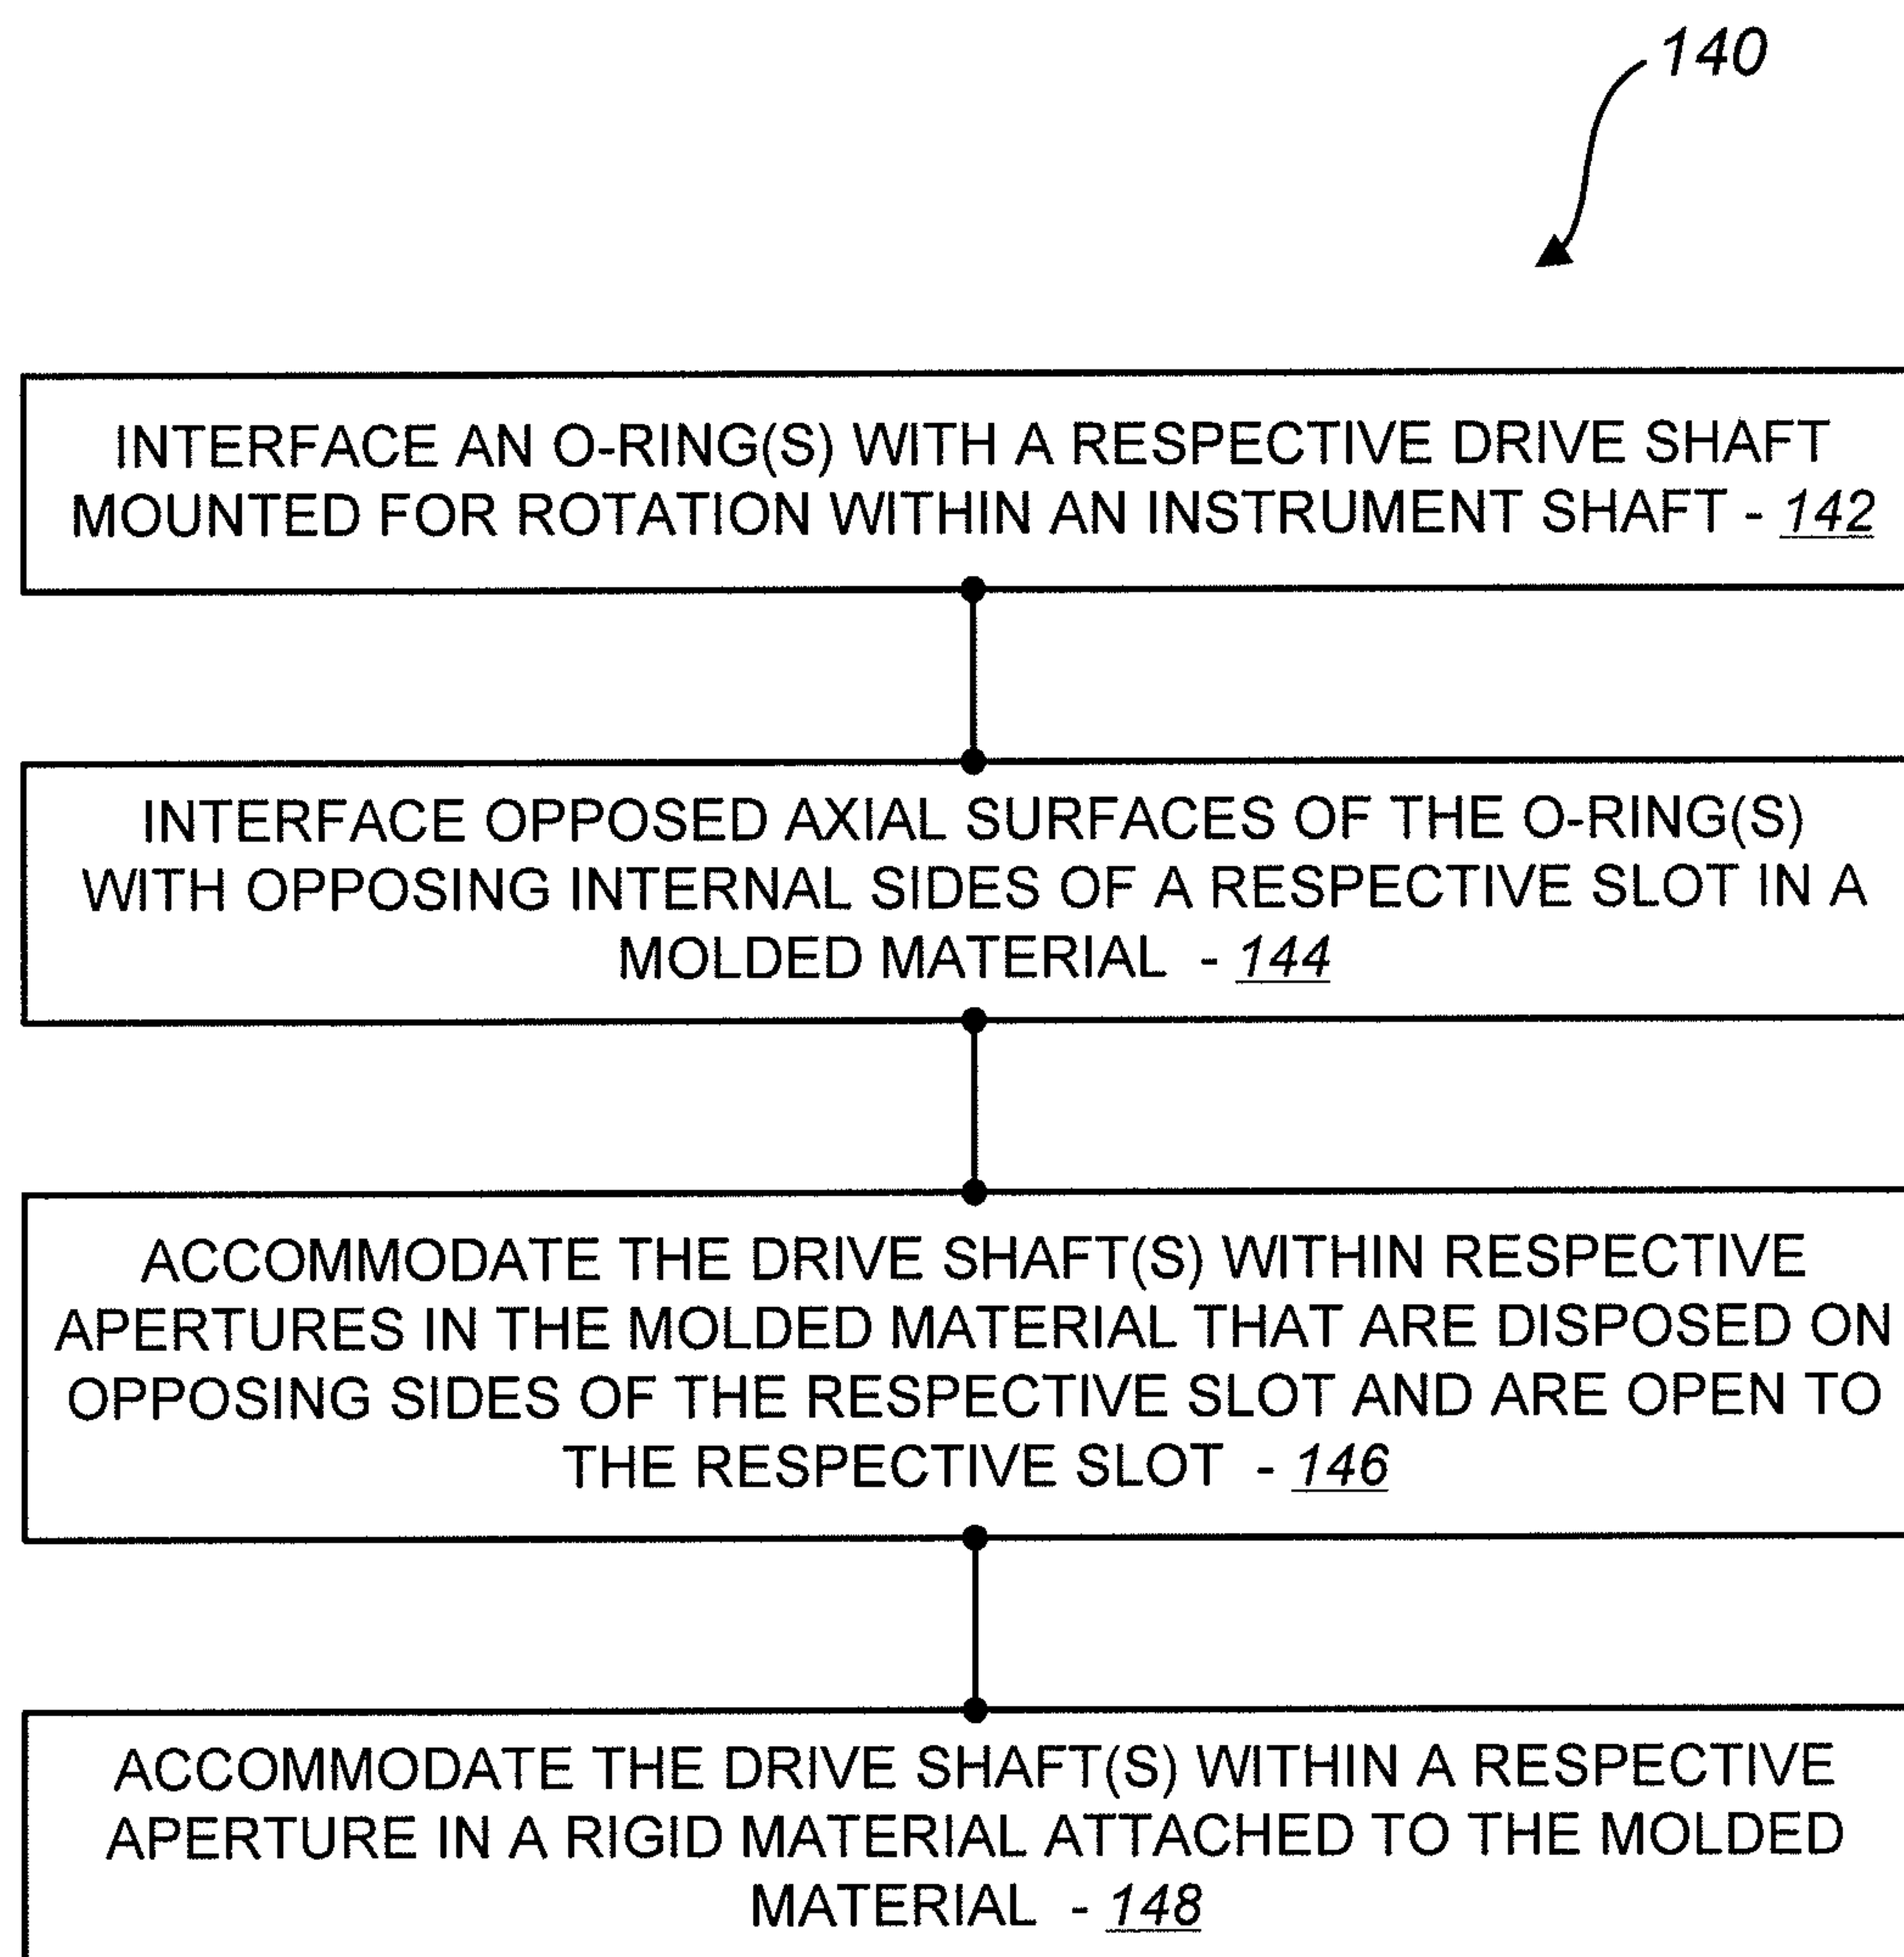 140
INTERFACE AN O-RING(S) WITH A RESPECTIVE DRIVE SHAFT
MOUNTED FOR ROTATION WITHIN AN INSTRUMENT SHAFT - 142
INTERFACE OPPOSED AXIAL SURFACES OF THE O-RING(S)
WITH OPPOSING INTERNAL SIDES OF A RESPECTIVE SLOT IN A
MOLDED MATERIAL - 144
ACCOMMODATE THE DRIVE SHAFT(S) WITHIN RESPECTIVE
APERTURES IN THE MOLDED MATERIAL THAT ARE DISPOSED ON
OPPOSING SIDES OF THE RESPECTIVE SLOT AND ARE OPEN TO
THE RESPECTIVE SLOT - 146
ACCOMMODATE THE DRIVE SHAFT(S) WITHIN A RESPECTIVE
APERTURE IN A RIGID MATERIAL ATTACHED TO THE MOLDED
MATERIAL - 148